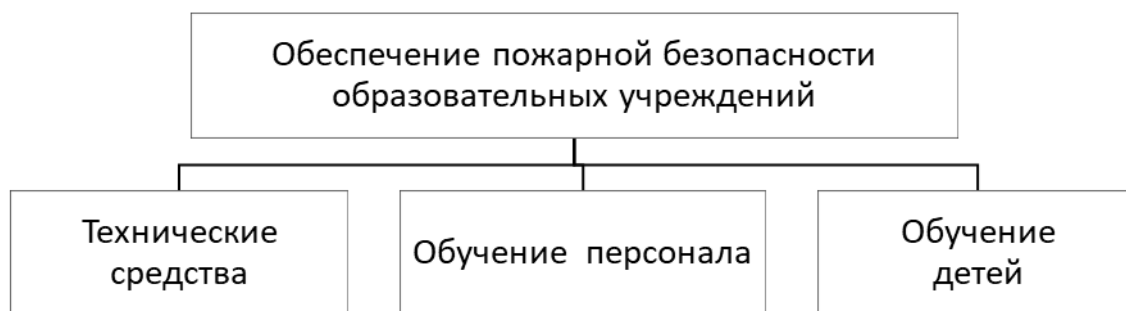 Обеспечение пожарной безопасности
образовательных учреждений
Технические
средства
Обучение персонала
Обучение
детей